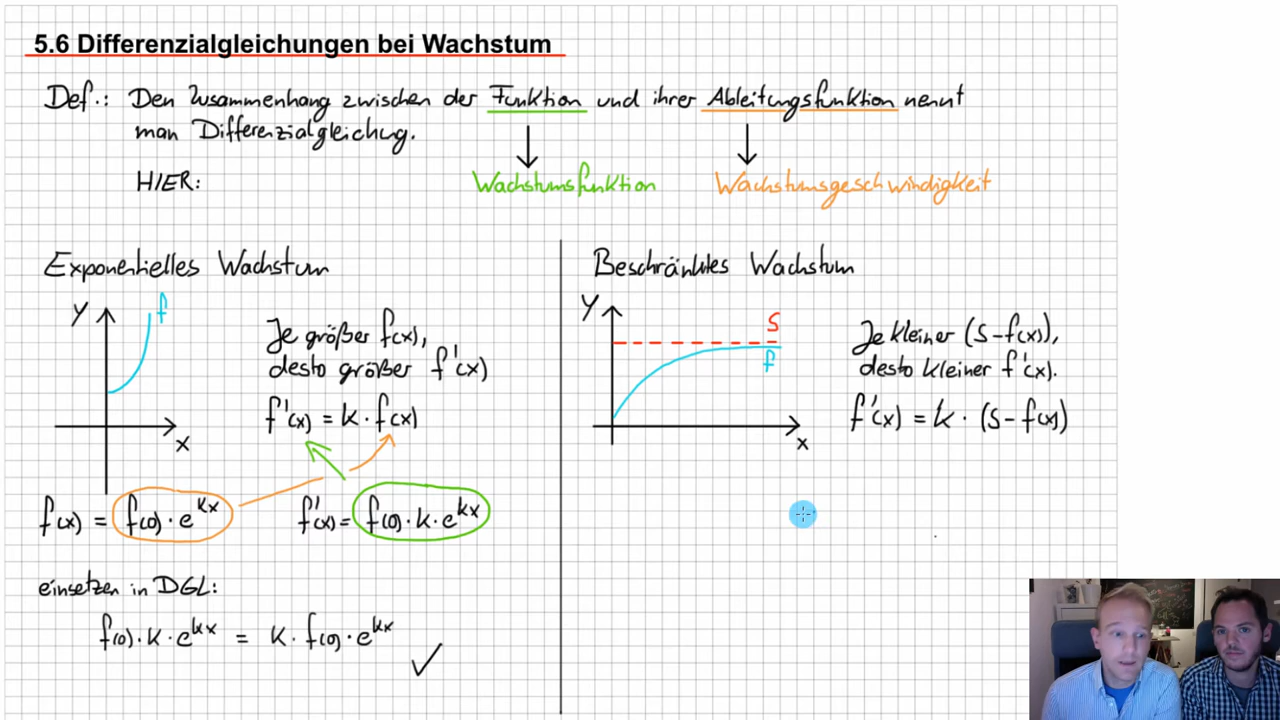 5.6 Differenzialgleichungen bei Wachstum
Def.: Den Zusammenhang zwischen der Funktion und ihrer Ableitungsfunktion nennt
man Differenzialgleichung.
HIER:
Wachstumsfunktion
Wachstumsgeschwindigkeit
Exponentielles Wachstum
y
f
x
Je größer f(x),
desto größer f'(x)
f'(x) = k · f(x)
f(x) = f(0) · e^kx
f'(x) = f(0) · k · e^kx
einsetzen in DGL:
f(0) · k · e^kx = k · f(0) · e^kx ✓
Beschränktes Wachstum
y
S
f
x
Je kleiner (S-f(x)),
desto kleiner f'(x).
f'(x) = k · (S-f(x))